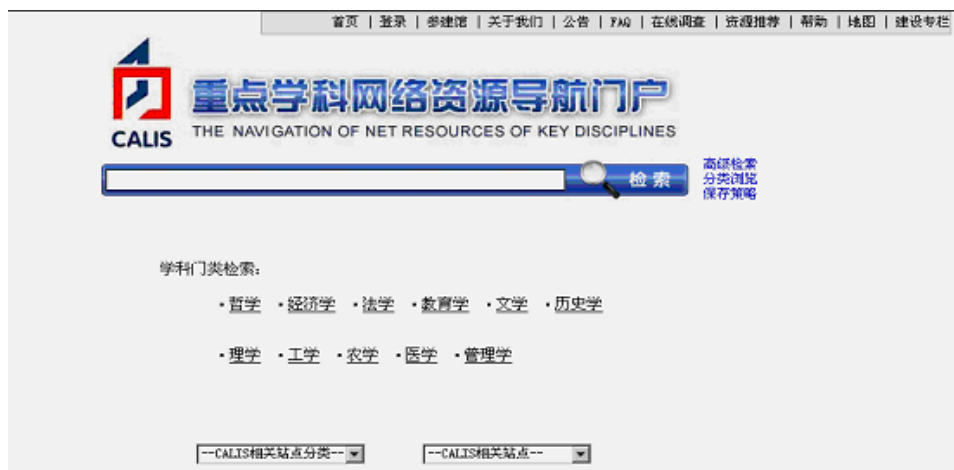 首页 | 登录 | 参建馆 | 关于我们 | 公告 | FAQ | 在线调查 | 资源推荐 | 帮助 | 地图 | 建设专栏
重点学科网络资源导航门户
CALIS THE NAVIGATION OF NET RESOURCES OF KEY DISCIPLINES
检索
高级检索
分类浏览
保存策略
学科门类检索:
·哲学 ·经济学 ·法学 ·教育学 ·文学 ·历史学
·理学 ·工学 ·农学 ·医学 ·管理学
--CALIS相关站点分类-- --CALIS相关站点--